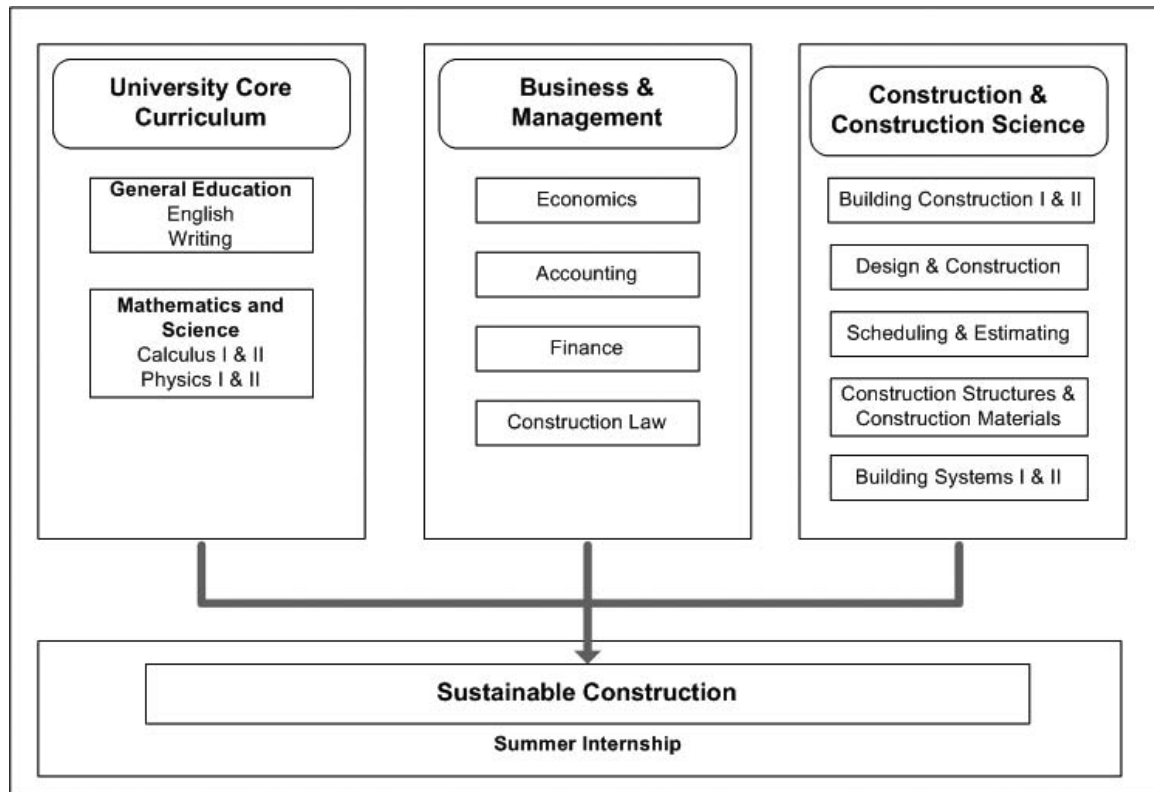 University Core
Curriculum
General Education
English
Writing
Mathematics and
Science
Calculus I & II
Physics I & II
Business &
Management
Economics
Accounting
Finance
Construction Law
Construction &
Construction Science
Building Construction I & II
Design & Construction
Scheduling & Estimating
Construction Structures &
Construction Materials
Building Systems I & II
Sustainable Construction
Summer Internship